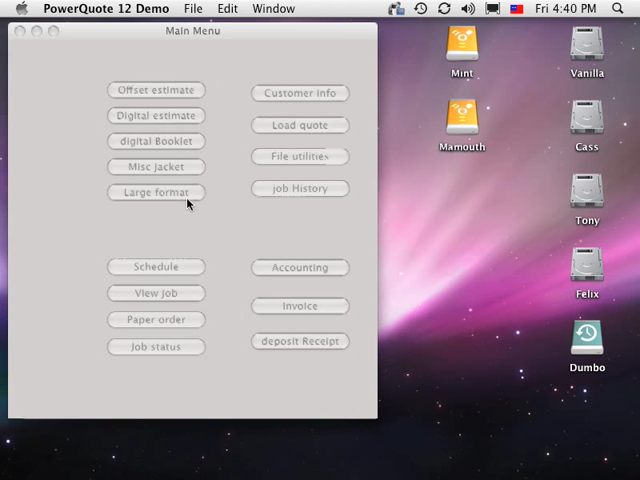 PowerQuote 12 Demo File Edit Window Fri 4:40 PM
Main Menu
Offset estimate
Digital estimate
digital Booklet
Misc Jacket
Large format
Customer info
Load quote
File utilities
job History
Schedule
View job
Paper order
Job status
Accounting
Invoice
deposit Receipt
Mint
Mamouth
Vanilla
Cass
Tony
Felix
Dumbo